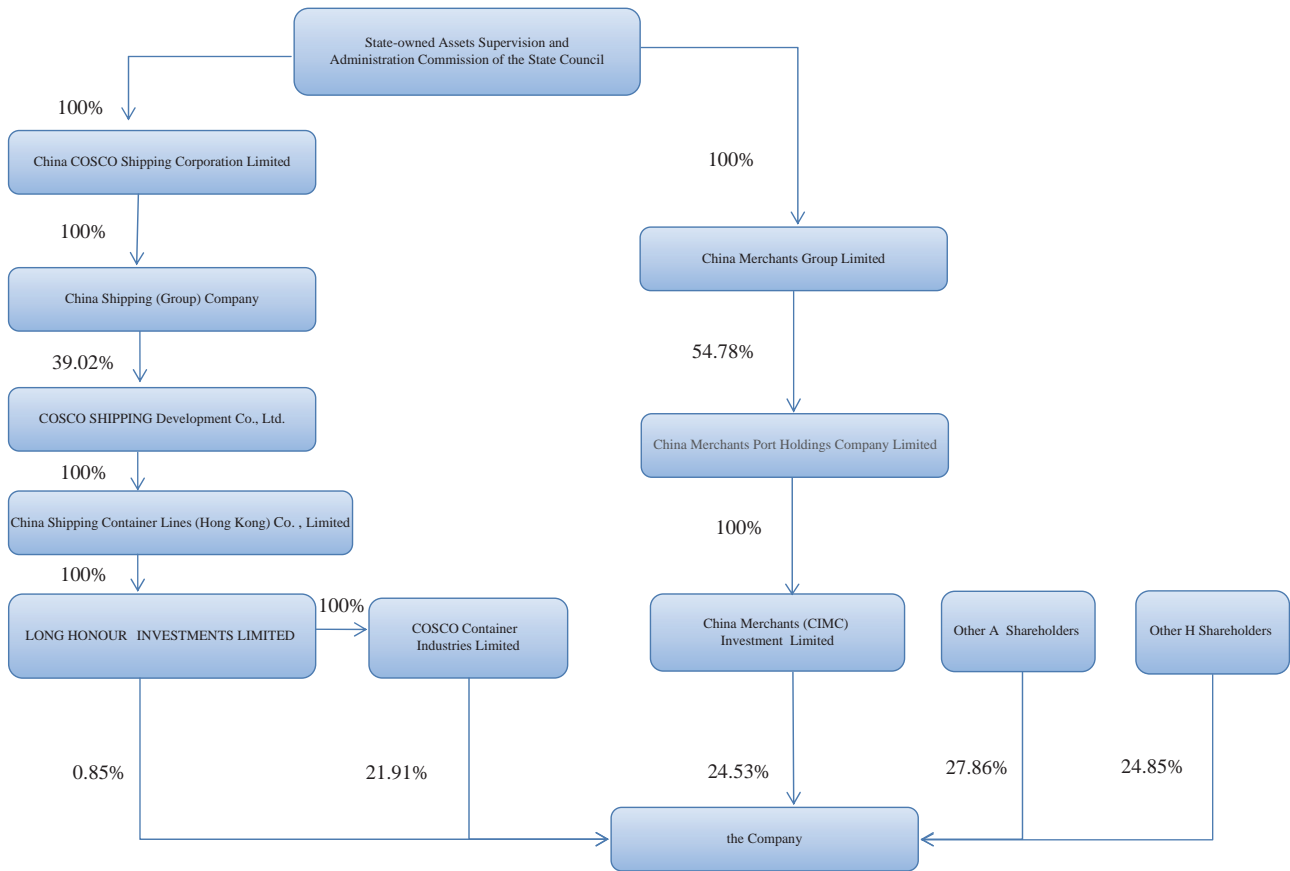 State-owned Assets Supervision and
Administration Commission of the State Council
100%
China COSCO Shipping Corporation Limited
100%
100%
China Merchants Group Limited
China Shipping (Group) Company
39.02%
54.78%
COSCO SHIPPING Development Co., Ltd.
China Merchants Port Holdings Company Limited
100%
China Shipping Container Lines (Hong Kong) Co. , Limited
100%
100%
LONG HONOUR INVESTMENTS LIMITED
100%
COSCO Container
Industries Limited
China Merchants (CIMC)
Investment Limited
Other A Shareholders
Other H Shareholders
0.85%
21.91%
24.53%
27.86%
24.85%
the Company